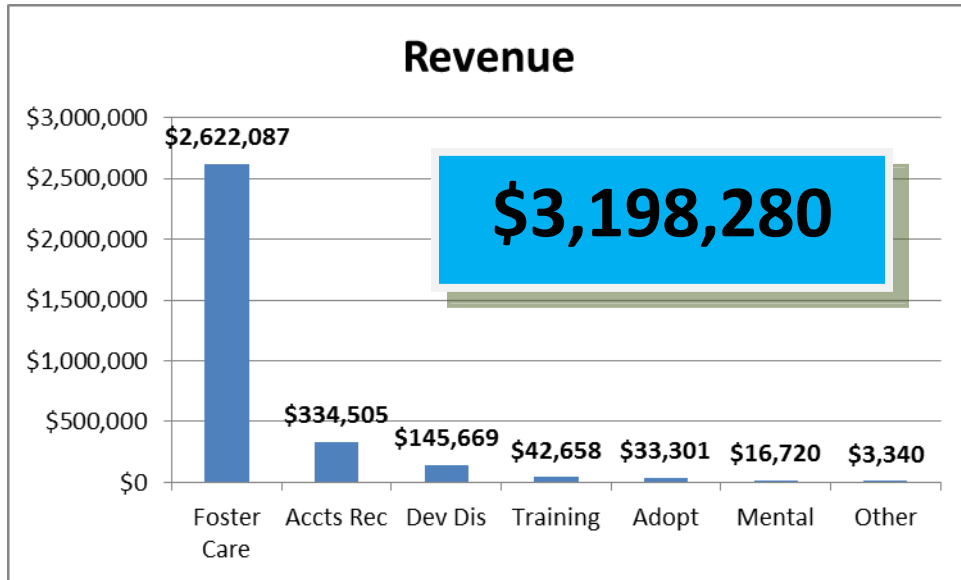 Revenue
$3,000,000
$2,500,000
$2,000,000
$1,500,000
$1,000,000
$500,000
$0
$2,622,087
$334,505
$145,669
$42,658
$33,301
$16,720
$3,340
$3,198,280
Foster
Care
Accts Rec
Dev Dis
Training
Adopt
Mental
Other